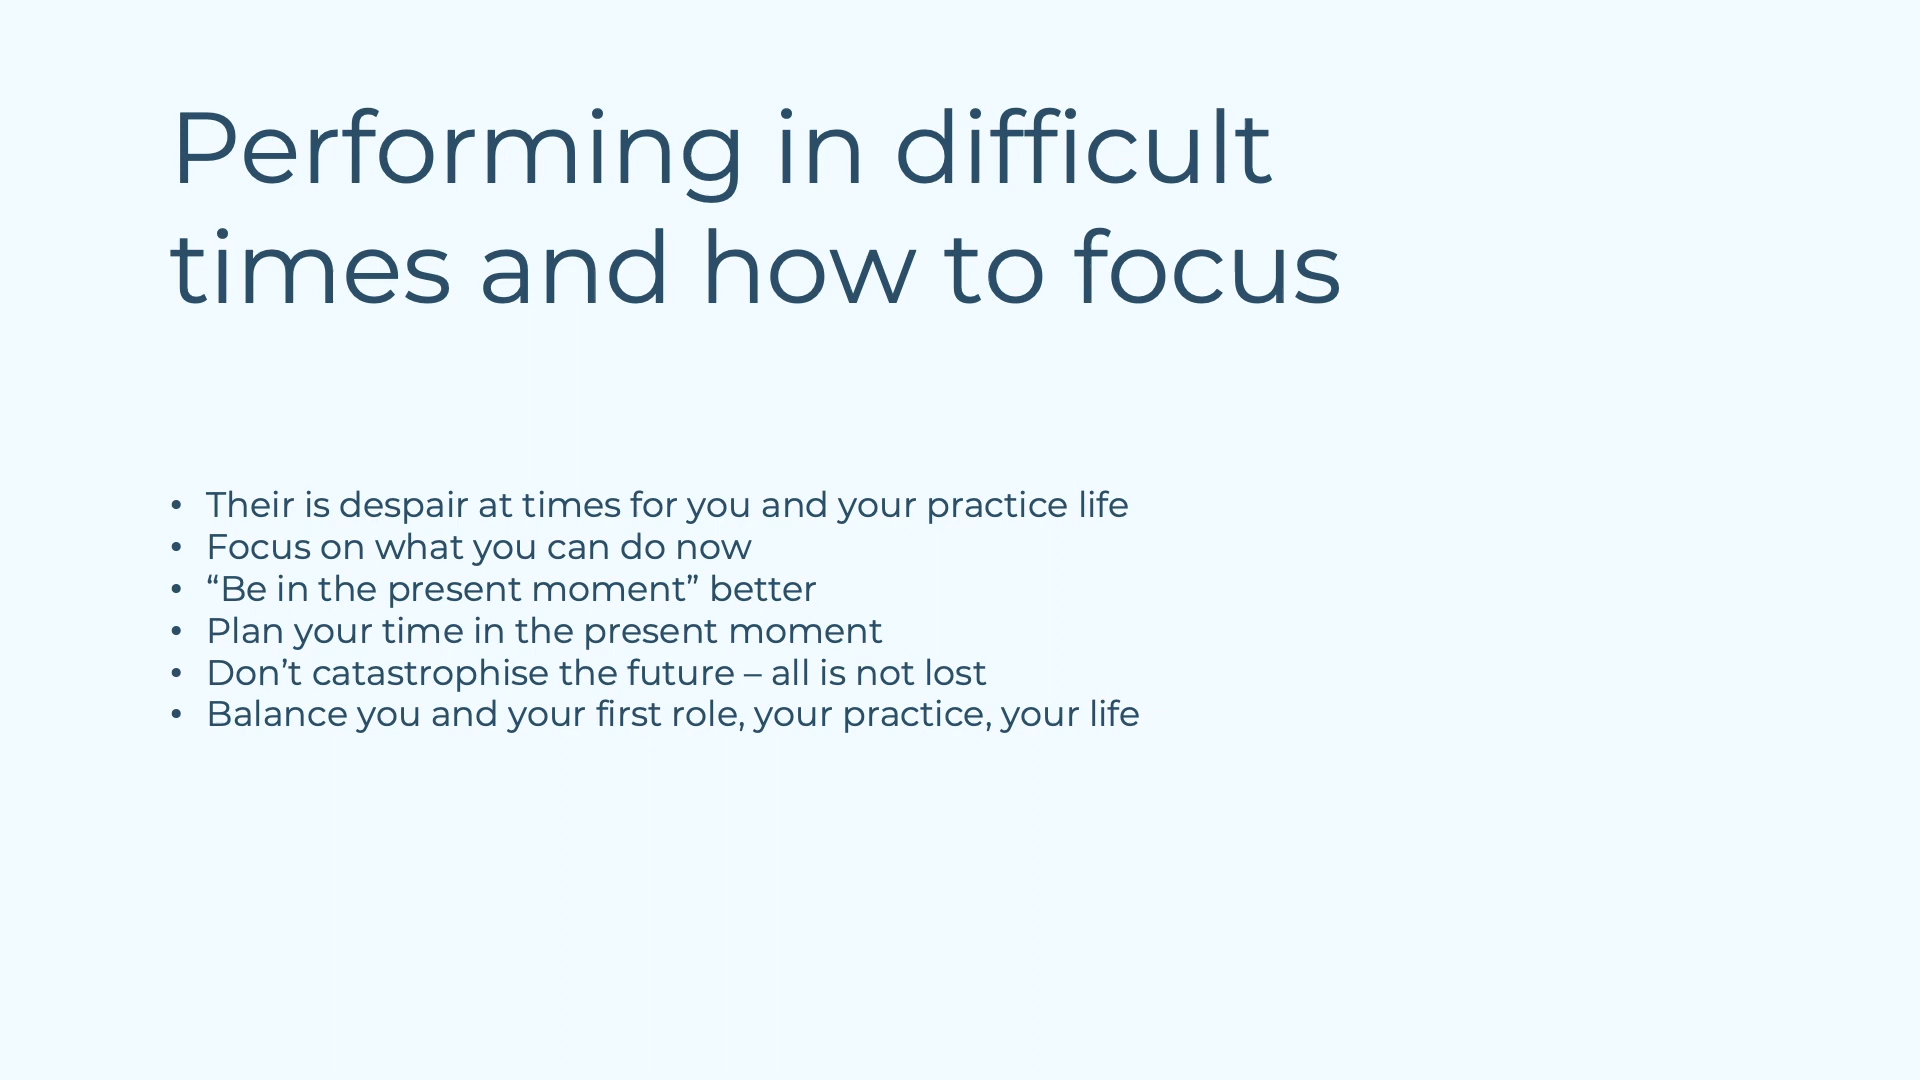 Performing in difficult
times and how to focus
• Their is despair at times for you and your practice life
• Focus on what you can do now
• “Be in the present moment” better
• Plan your time in the present moment
• Don’t catastrophise the future – all is not lost
• Balance you and your first role, your practice, your life